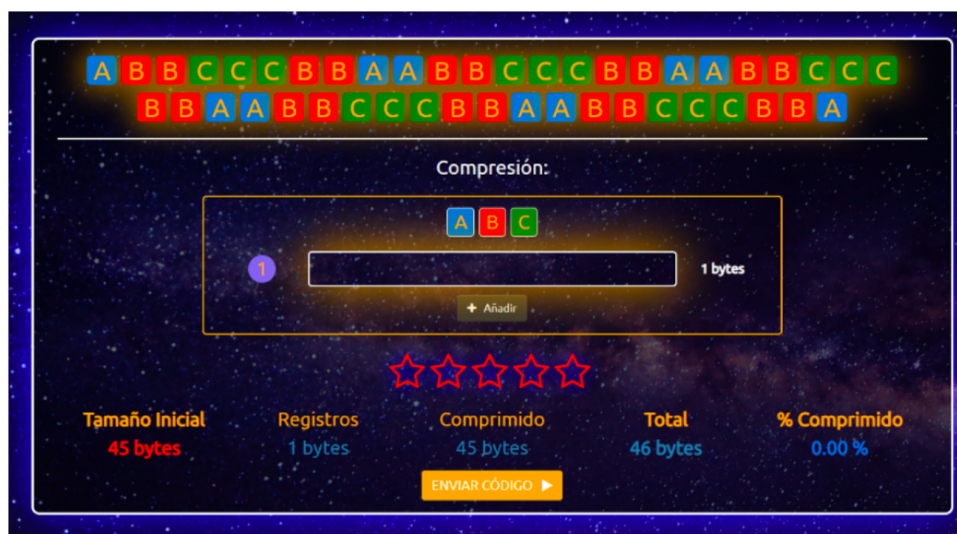 A B B C C C B B A A B B C C C B B A A B B C C C
B B A A B B C C C B B A A B B C C C B B A
Compresión:
A B C
1 1 bytes
+ Añadir
Tamaño Inicial Registros Comprimido Total % Comprimido
45 bytes 1 bytes 45 bytes 46 bytes 0.00 %
ENVIAR CÓDIGO